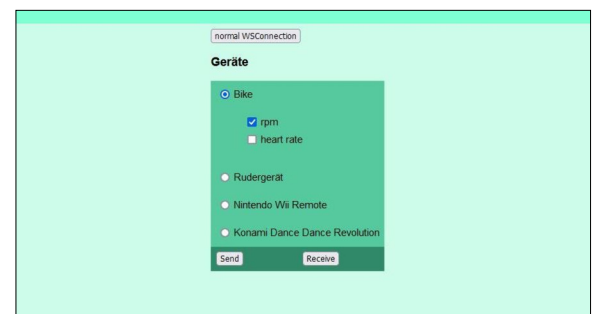 normal WSConnection
Geräte
Bike
rpm
heart rate
Rudergerät
Nintendo Wii Remote
Konami Dance Dance Revolution
Send Receive